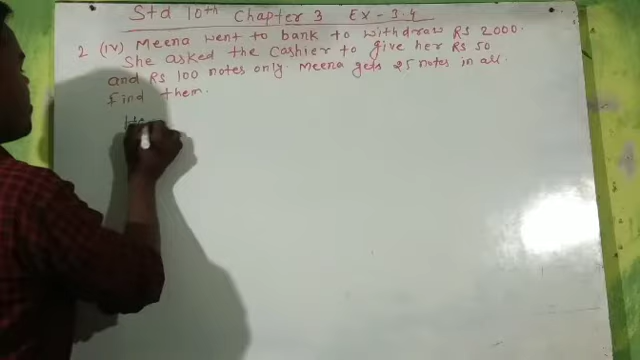 Std 10th Chapter 3 Ex - 3.4
2 (iv) Meena went to bank to withdraw Rs 2000.
She asked the Cashier to give her Rs 50
and Rs 100 notes only. Meena gets 25 notes in all.
Find them.